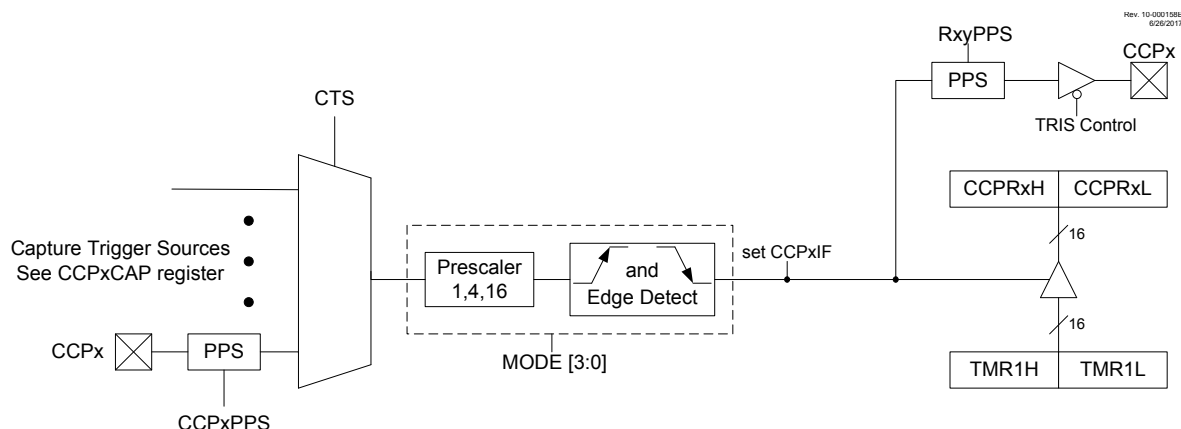 Rev. 10-000158E
6/26/2017
RxyPPS
CCPx
PPS
TRIS Control
CTS
CCPRxH CCPRxL
16
Capture Trigger Sources
See CCPxCAP register
Prescaler
1,4,16
and
Edge Detect
set CCPxIF
16
CCPx
PPS
MODE [3:0]
TMR1H TMR1L
CCPxPPS